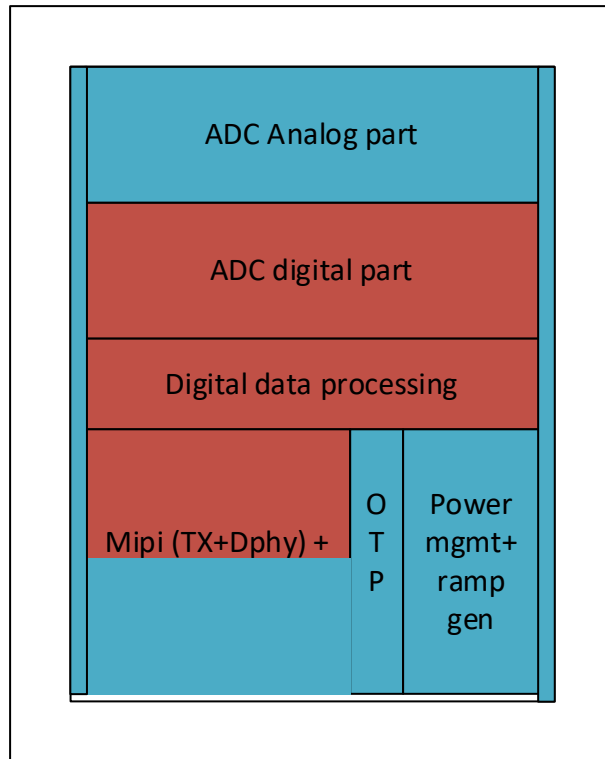 ADC Analog part
ADC digital part
Digital data processing
Mipi (TX+Dphy) +
O
T
P
Power
mgmt+
ramp
gen